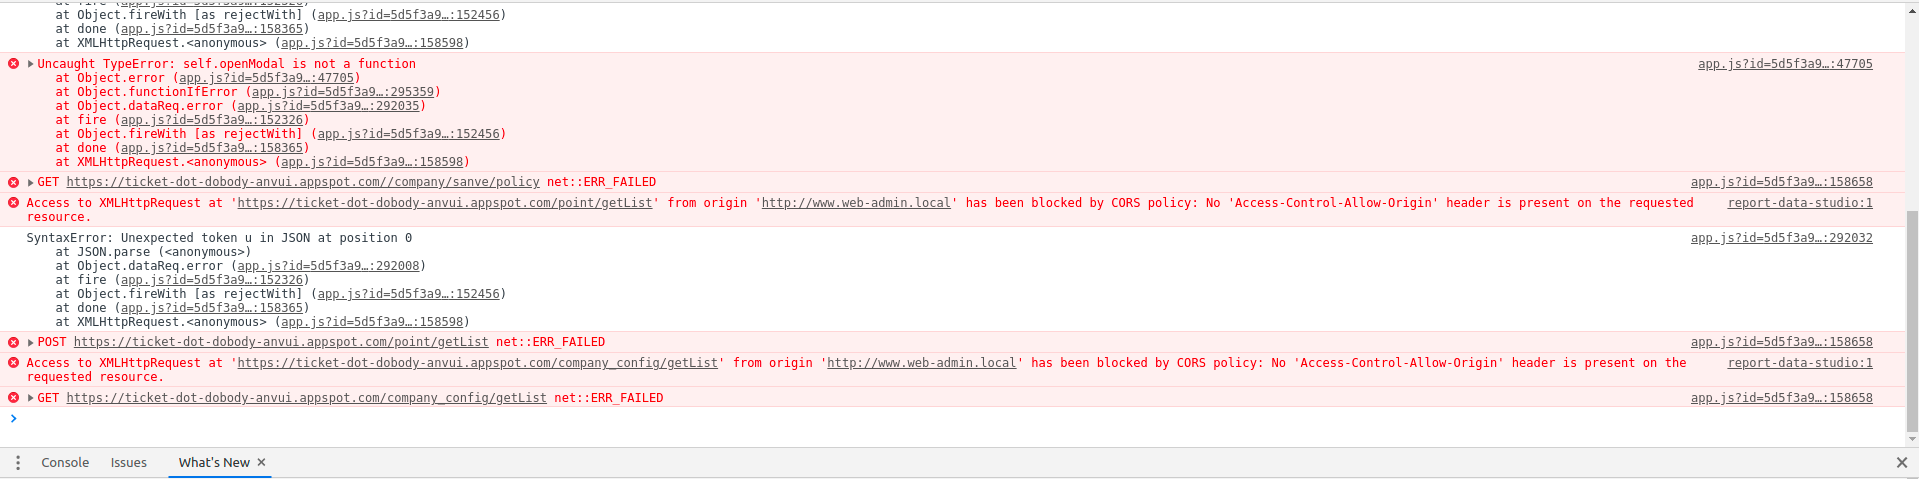 at fire (app.js?id=5d5f3a9…:152326)
at Object.fireWith [as rejectWith] (app.js?id=5d5f3a9…:152456)
at done (app.js?id=5d5f3a9…:158365)
at XMLHttpRequest.<anonymous> (app.js?id=5d5f3a9…:158598)
Uncaught TypeError: self.openModal is not a function app.js?id=5d5f3a9…:47705
at Object.error (app.js?id=5d5f3a9…:47705)
at Object.functionIfError (app.js?id=5d5f3a9…:295359)
at Object.dataReq.error (app.js?id=5d5f3a9…:292035)
at fire (app.js?id=5d5f3a9…:152326)
at Object.fireWith [as rejectWith] (app.js?id=5d5f3a9…:152456)
at done (app.js?id=5d5f3a9…:158365)
at XMLHttpRequest.<anonymous> (app.js?id=5d5f3a9…:158598)
GET https://ticket-dot-dobody-anvui.appspot.com//company/sanve/policy net::ERR_FAILED app.js?id=5d5f3a9…:158658
Access to XMLHttpRequest at 'https://ticket-dot-dobody-anvui.appspot.com/point/getList' from origin 'http://www.web-admin.local' has been blocked by CORS policy: No 'Access-Control-Allow-Origin' header is present on the requested report-data-studio:1
resource.
SyntaxError: Unexpected token u in JSON at position 0 app.js?id=5d5f3a9…:292032
at JSON.parse (<anonymous>)
at Object.dataReq.error (app.js?id=5d5f3a9…:292008)
at fire (app.js?id=5d5f3a9…:152326)
at Object.fireWith [as rejectWith] (app.js?id=5d5f3a9…:152456)
at done (app.js?id=5d5f3a9…:158365)
at XMLHttpRequest.<anonymous> (app.js?id=5d5f3a9…:158598)
POST https://ticket-dot-dobody-anvui.appspot.com/point/getList net::ERR_FAILED app.js?id=5d5f3a9…:158658
Access to XMLHttpRequest at 'https://ticket-dot-dobody-anvui.appspot.com/company_config/getList' from origin 'http://www.web-admin.local' has been blocked by CORS policy: No 'Access-Control-Allow-Origin' header is present on the report-data-studio:1
requested resource.
GET https://ticket-dot-dobody-anvui.appspot.com/company_config/getList net::ERR_FAILED app.js?id=5d5f3a9…:158658
Console Issues What's New